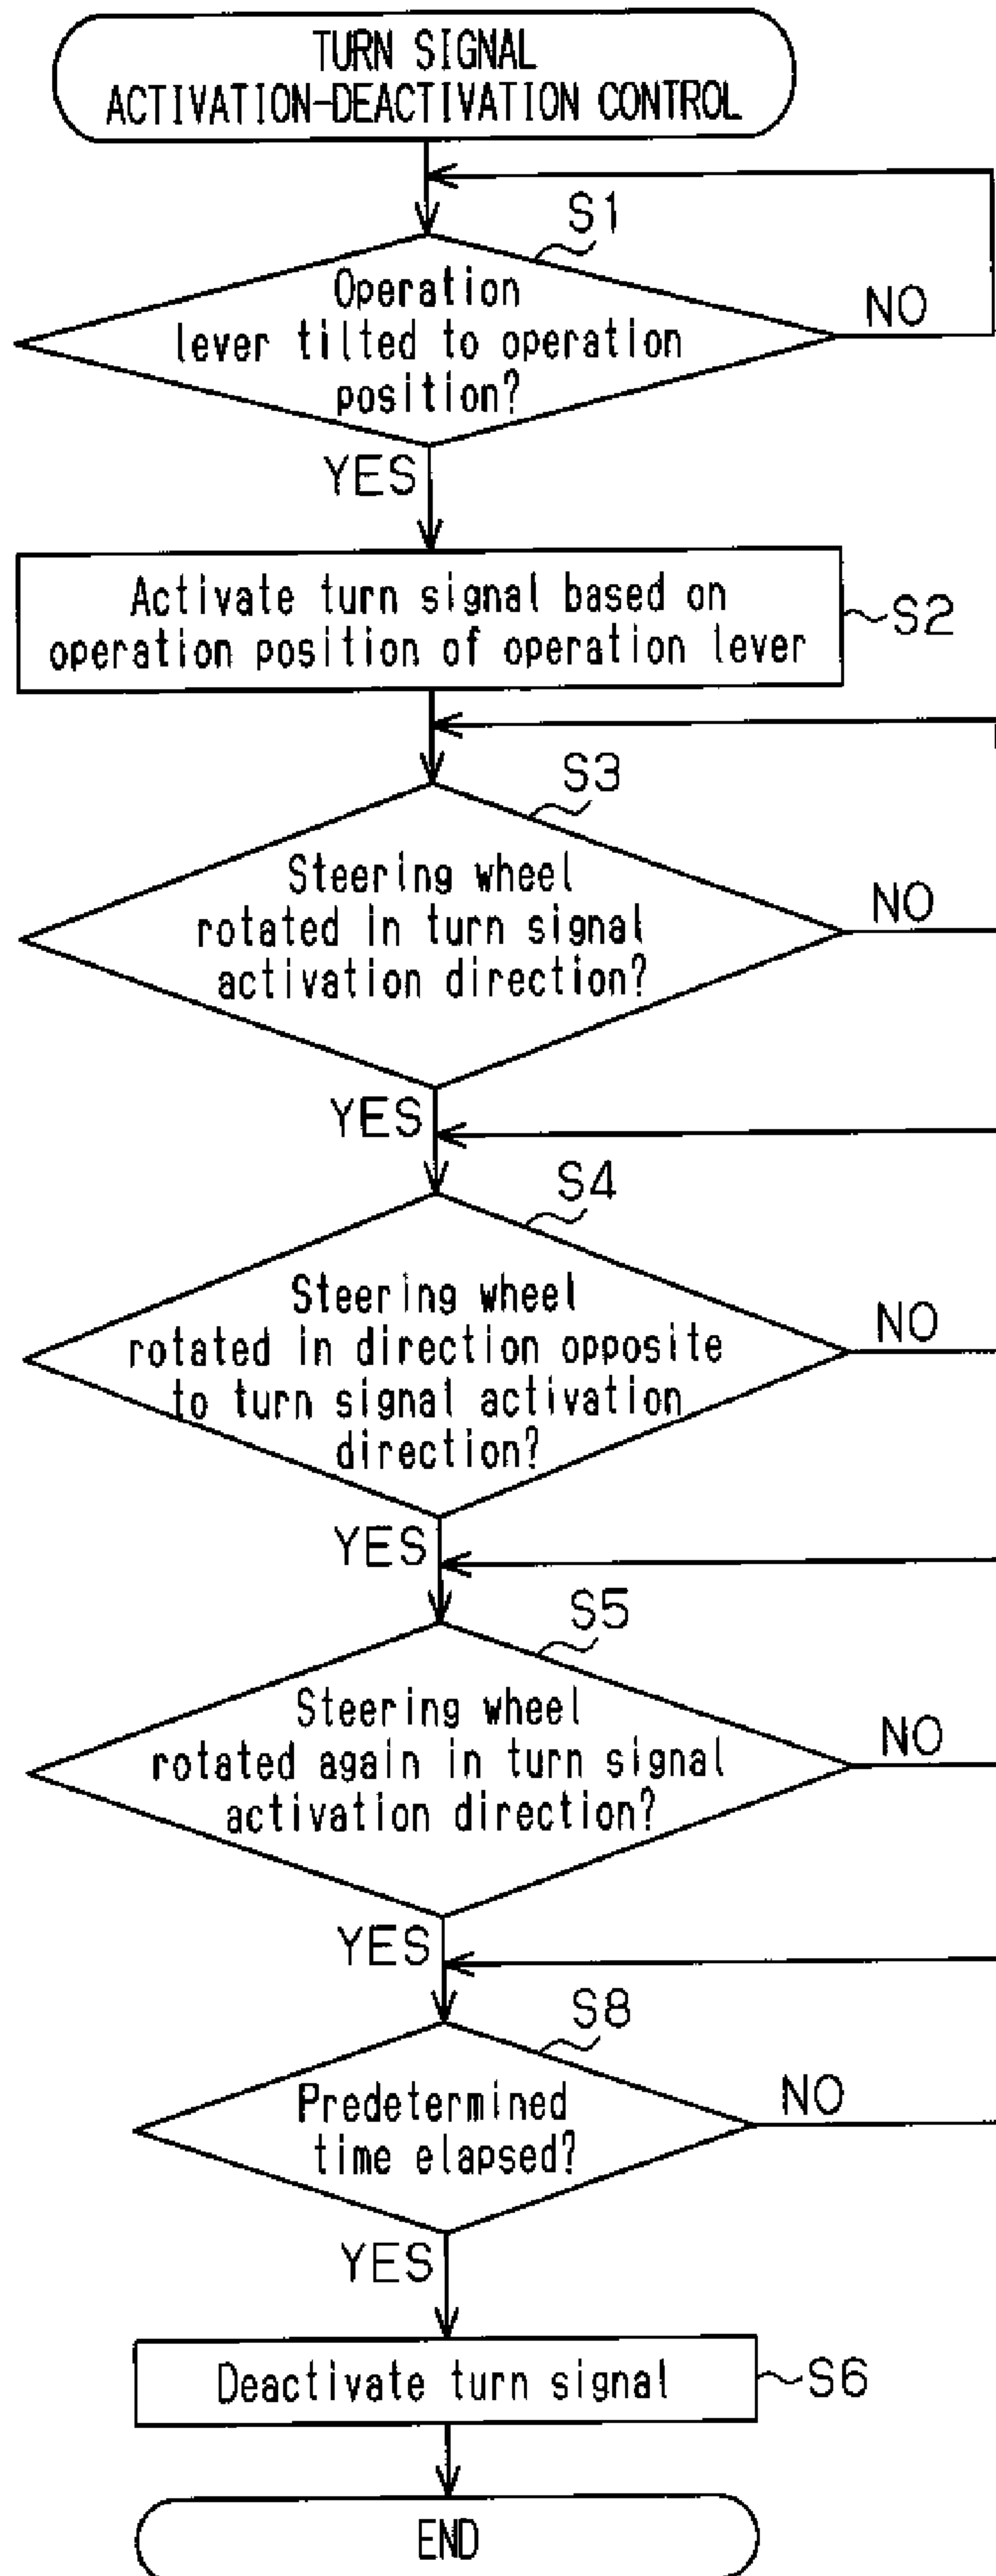 TURN SIGNAL
ACTIVATION-DEACTIVATION CONTROL
S1
Operation
lever tilted to operation
position?
NO
YES
Activate turn signal based on
operation position of operation lever
S2
S3
Steering wheel
rotated in turn signal
activation direction?
NO
YES
S4
Steering wheel
rotated in direction opposite
to turn signal activation
direction?
NO
YES
S5
Steering wheel
rotated again in turn signal
activation direction?
NO
YES
S8
Predetermined
time elapsed?
NO
YES
Deactivate turn signal
S6
END